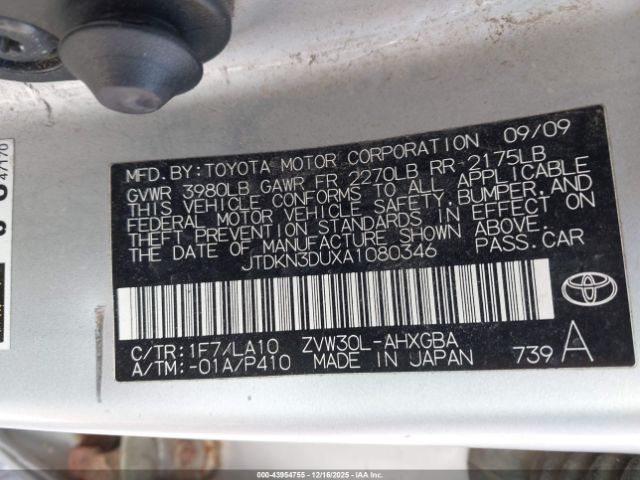 47170
MFD. BY: TOYOTA MOTOR CORPORATION 09/09
GVWR 3980LB GAWR FR 2270LB RR 2175LB
THIS VEHICLE CONFORMS TO ALL APPLICABLE
FEDERAL MOTOR VEHICLE SAFETY, BUMPER, AND
THEFT PREVENTION STANDARDS IN EFFECT ON
THE DATE OF MANUFACTURE SHOWN ABOVE.
JTDKN3DUXA1080346 PASS. CAR
C/TR: 1F7/LA10 ZVW30L-AHXGBA
A/TM: -01A/P410 MADE IN JAPAN 739 A
000-43954755 - 12/16/2025 - IAAI.COM